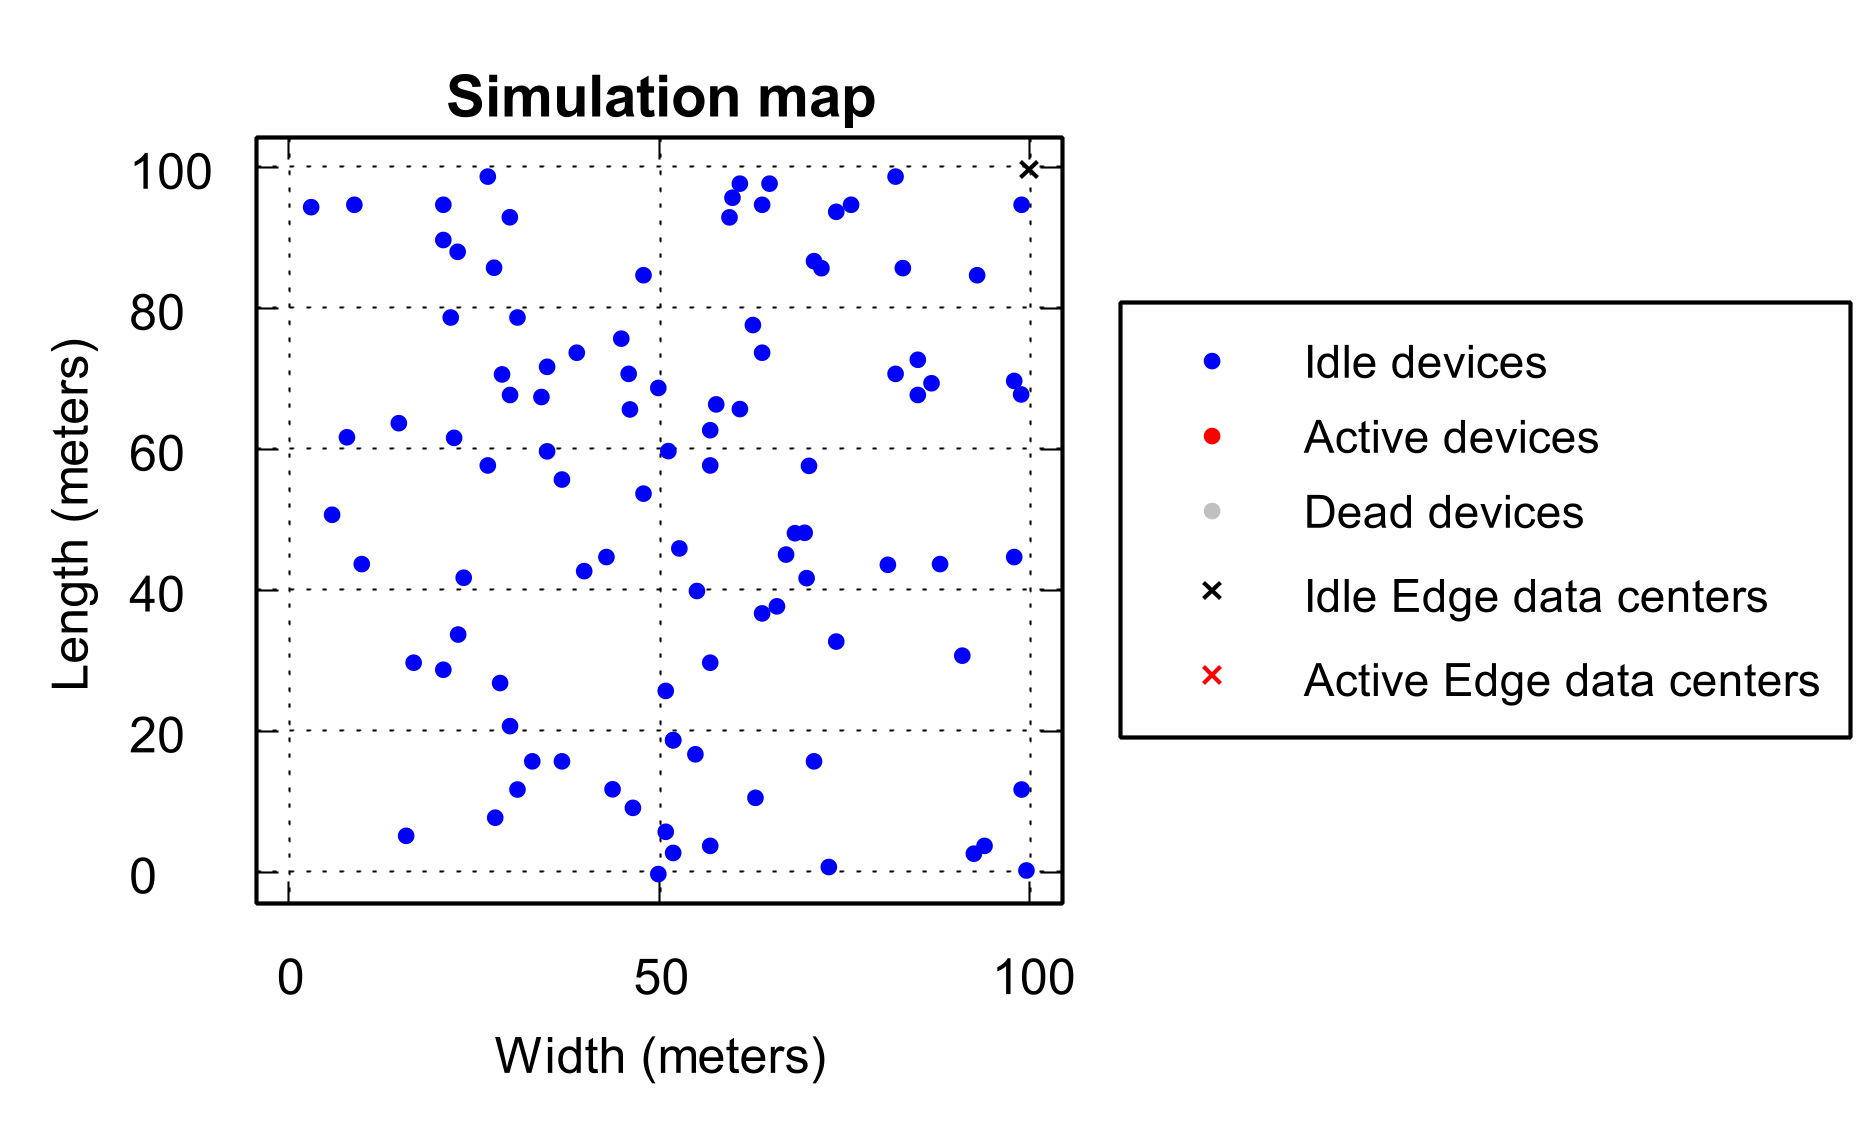 Simulation map
100
80
60
40
20
0
Length (meters)
0 50 100
Width (meters)
Idle devices
Active devices
Dead devices
Idle Edge data centers
Active Edge data centers